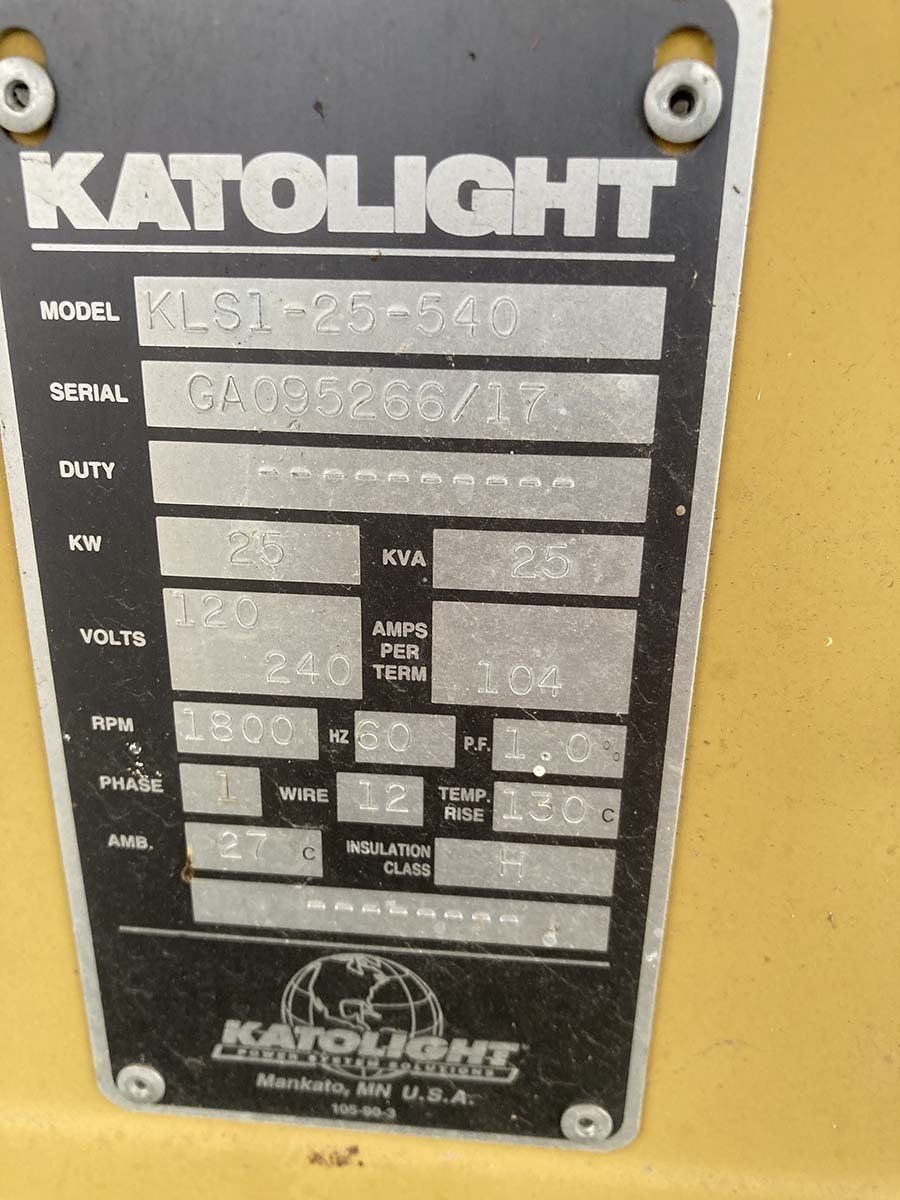 KATOLIGHT
MODEL KLS1-25-540
SERIAL GA095266/17
DUTY ----------
KW 25 KVA 25
VOLTS 120 240 AMPS PER TERM 104
RPM 1800 HZ 60 P.F. 1.0 %
PHASE 1 WIRE 12 TEMP. RISE 130 C
AMB. 27 C INSULATION CLASS H
--------
KATOLIGHT
POWER SYSTEM SOLUTIONS
Mankato, MN U.S.A.
105-90-3